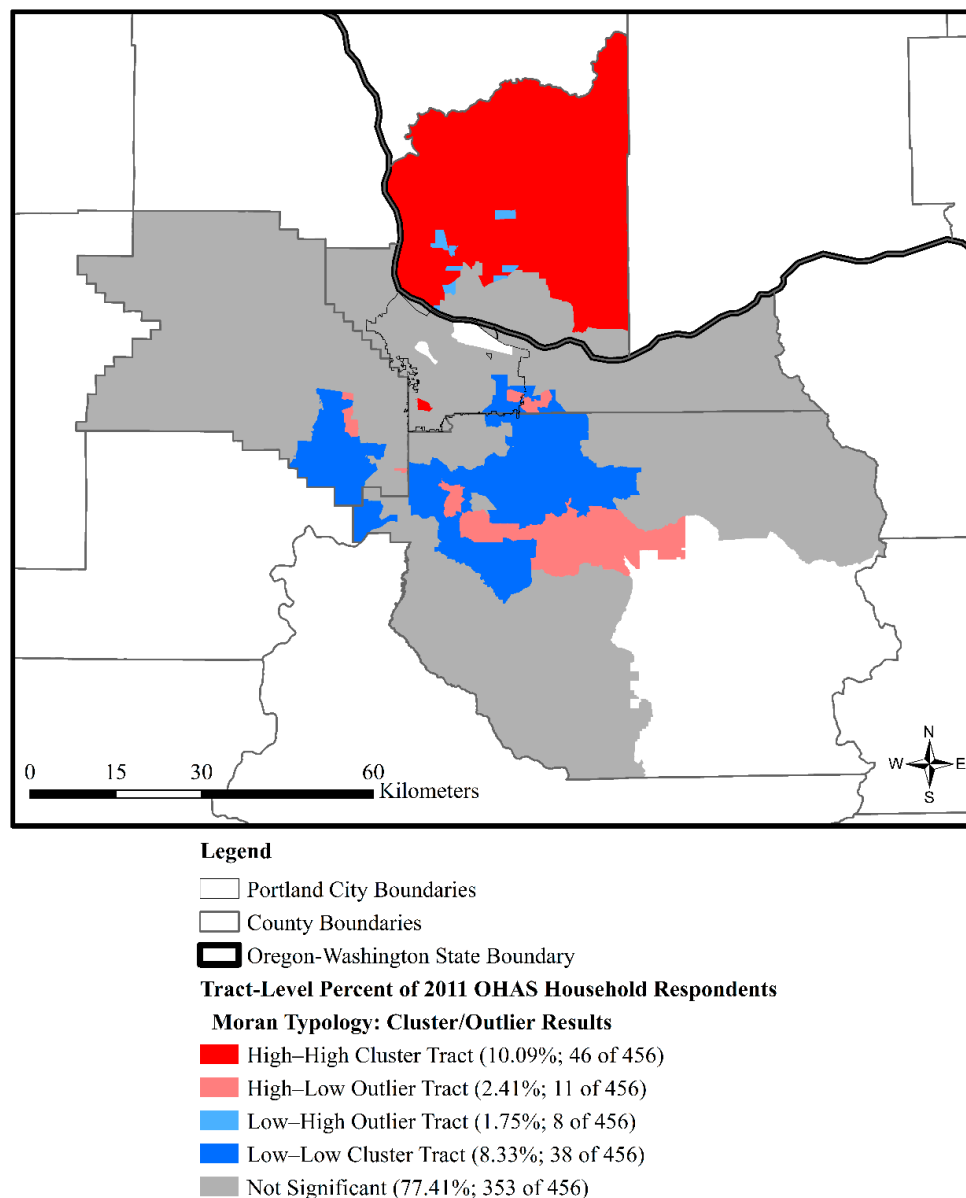 N
W E
S
0 15 30 60
Kilometers
Legend
Portland City Boundaries
County Boundaries
Oregon-Washington State Boundary
Tract-Level Percent of 2011 OHAS Household Respondents
Moran Typology: Cluster/Outlier Results
High–High Cluster Tract (10.09%; 46 of 456)
High–Low Outlier Tract (2.41%; 11 of 456)
Low–High Outlier Tract (1.75%; 8 of 456)
Low–Low Cluster Tract (8.33%; 38 of 456)
Not Significant (77.41%; 353 of 456)